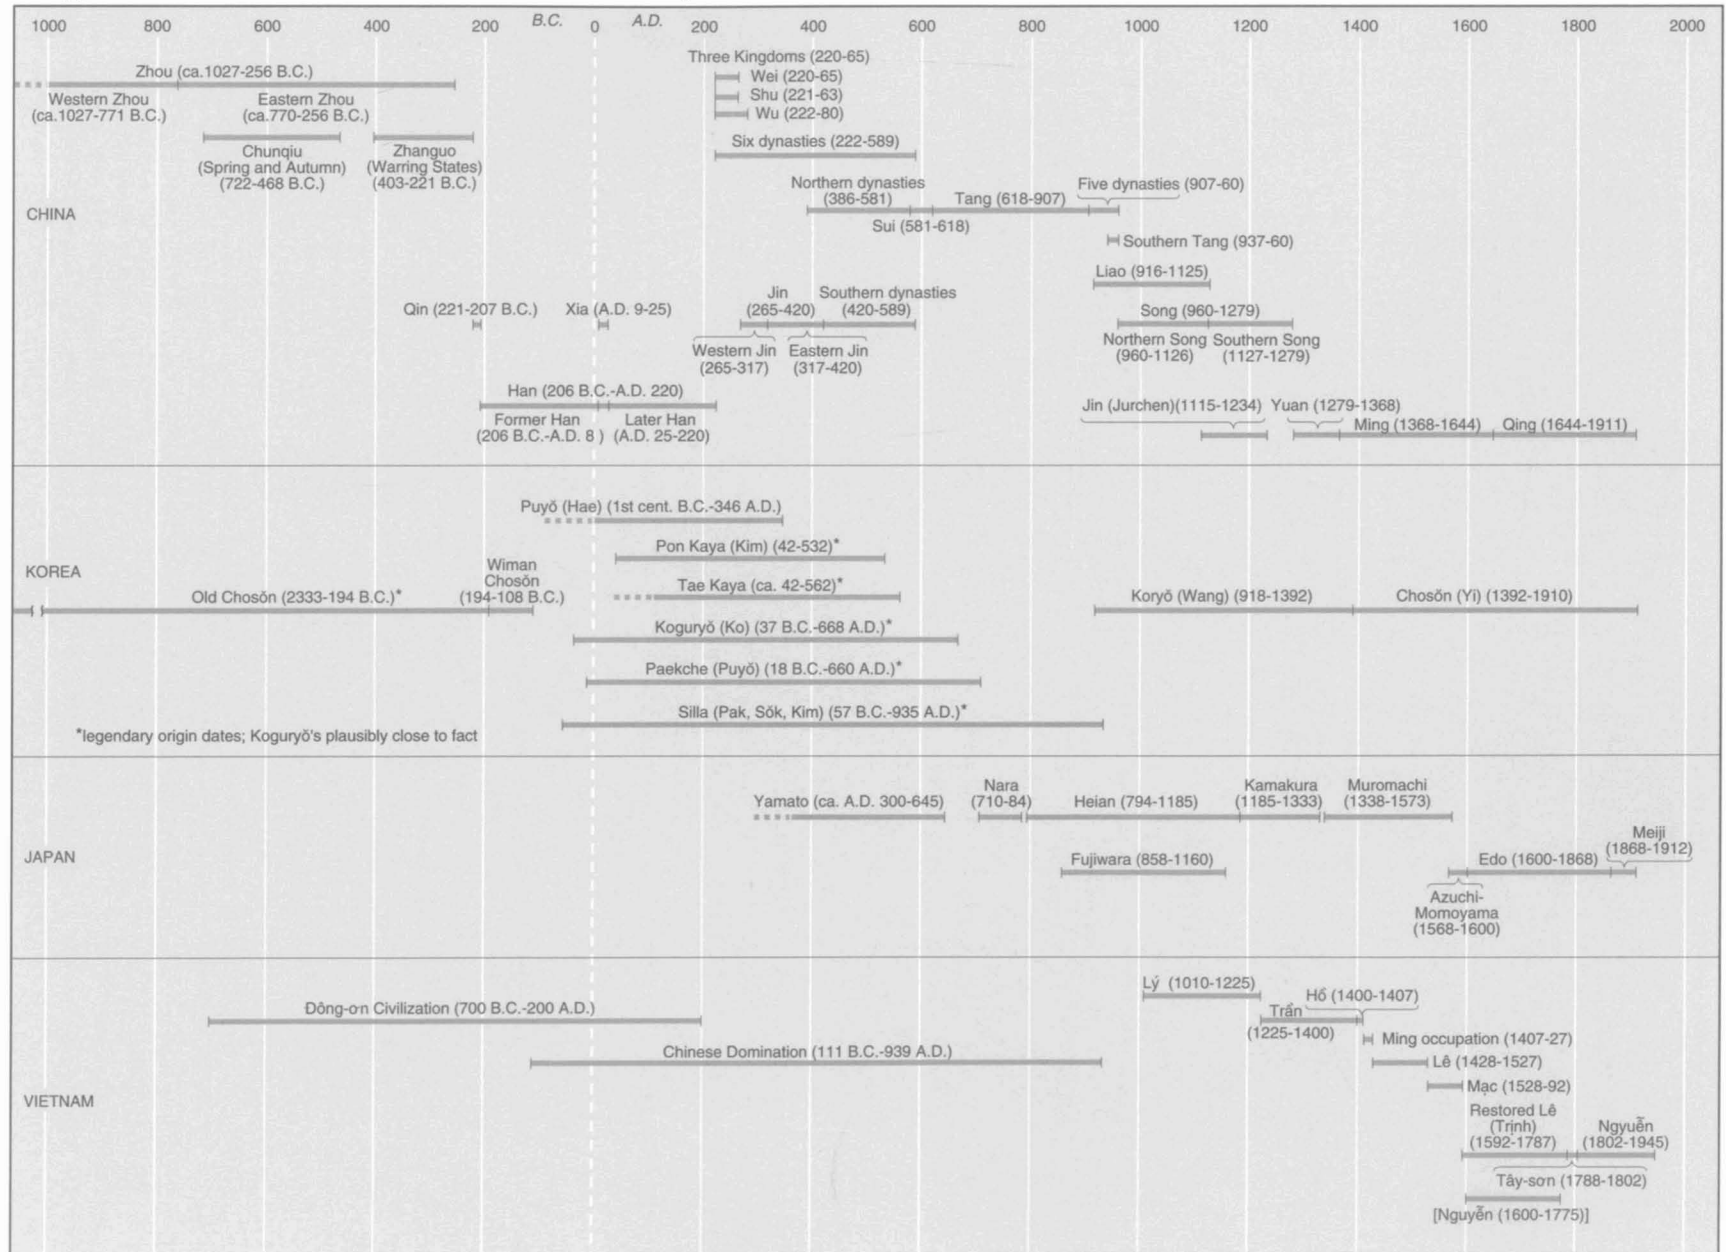 1000 800 600 400 200 B.C. 0 A.D. 200 400 600 800 1000 1200 1400 1600 1800 2000
CHINA
Zhou (ca.1027-256 B.C.)
Western Zhou
(ca.1027-771 B.C.)
Eastern Zhou
(ca.770-256 B.C.)
Chunqiu
(Spring and Autumn)
(722-468 B.C.)
Zhanguo
(Warring States)
(403-221 B.C.)
Three Kingdoms (220-65)
Wei (220-65)
Shu (221-63)
Wu (222-80)
Six dynasties (222-589)
Northern dynasties
(386-581)
Sui (581-618)
Tang (618-907)
Five dynasties (907-60)
Southern Tang (937-60)
Liao (916-1125)
Qin (221-207 B.C.)
Xia (A.D. 9-25)
Jin
(265-420)
Southern dynasties
(420-589)
Western Jin
(265-317)
Eastern Jin
(317-420)
Song (960-1279)
Northern Song
(960-1126)
Southern Song
(1127-1279)
Han (206 B.C.-A.D. 220)
Former Han
(206 B.C.-A.D. 8 )
Later Han
(A.D. 25-220)
Jin (Jurchen)(1115-1234)
Yuan (1279-1368)
Ming (1368-1644)
Qing (1644-1911)
KOREA
Puyŏ (Hae) (1st cent. B.C.-346 A.D.)
Pon Kaya (Kim) (42-532)*
Tae Kaya (ca. 42-562)*
Old Chosŏn (2333-194 B.C.)*
Wiman
Chosŏn
(194-108 B.C.)
Koryŏ (Wang) (918-1392)
Chosŏn (Yi) (1392-1910)
Koguryŏ (Ko) (37 B.C.-668 A.D.)*
Paekche (Puyŏ) (18 B.C.-660 A.D.)*
Silla (Pak, Sŏk, Kim) (57 B.C.-935 A.D.)*
*legendary origin dates; Koguryŏ's plausibly close to fact
JAPAN
Yamato (ca. A.D. 300-645)
Nara
(710-84)
Heian (794-1185)
Kamakura
(1185-1333)
Muromachi
(1338-1573)
Fujiwara (858-1160)
Azuchi-
Momoyama
(1568-1600)
Edo (1600-1868)
Meiji
(1868-1912)
VIETNAM
Đông-ơn Civilization (700 B.C.-200 A.D.)
Chinese Domination (111 B.C.-939 A.D.)
Lý (1010-1225)
Trần
(1225-1400)
Hồ (1400-1407)
Ming occupation (1407-27)
Lê (1428-1527)
Mạc (1528-92)
Restored Lê
(Trịnh)
(1592-1787)
Ngyuễn
(1802-1945)
Tây-sơn (1788-1802)
[Nguyễn (1600-1775)]